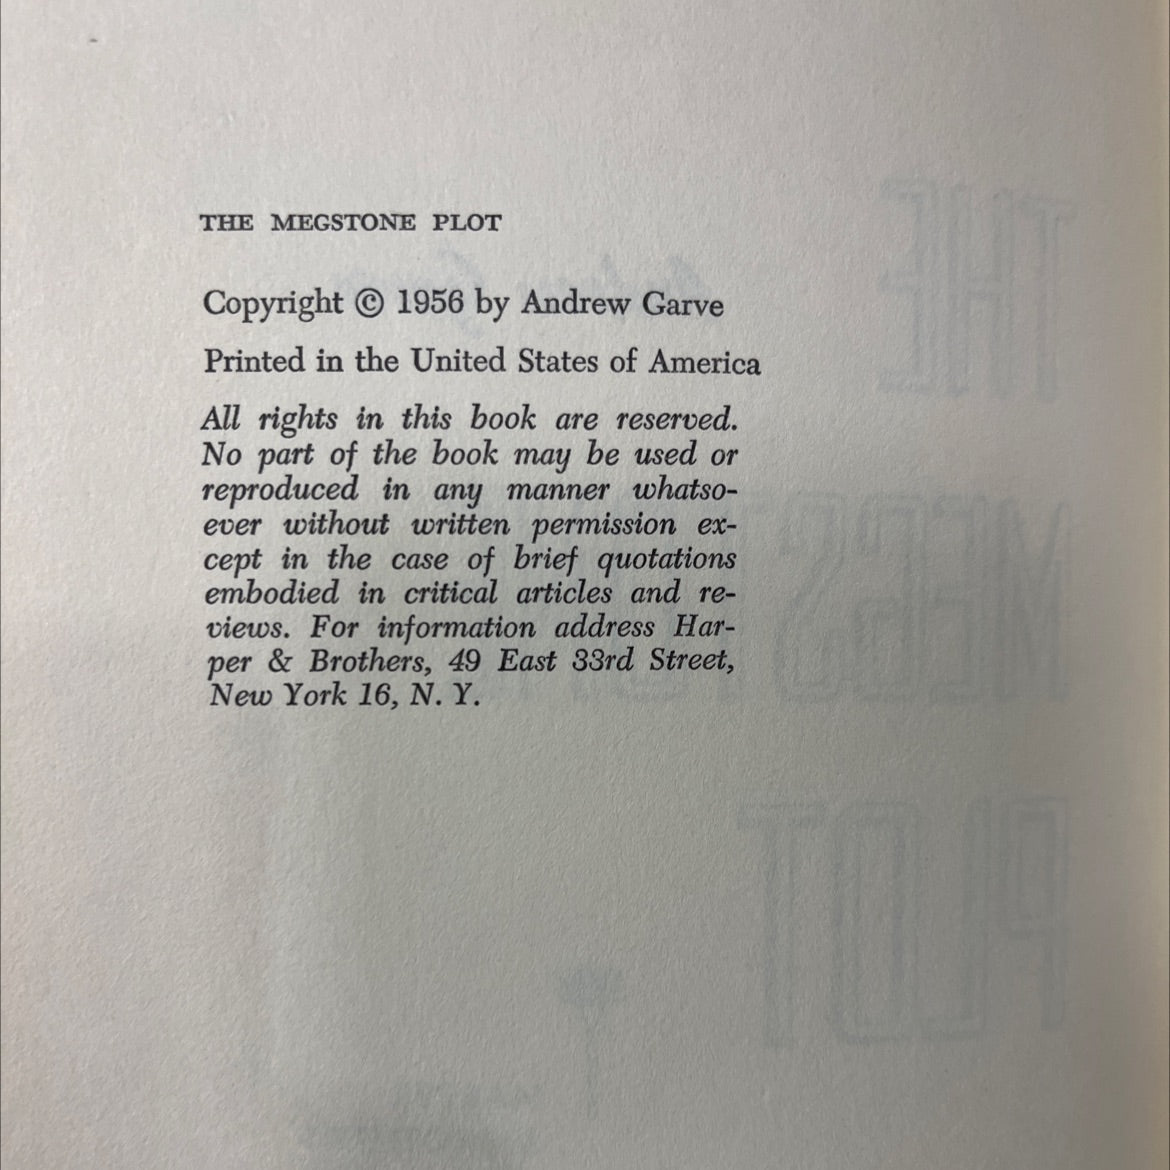 THE MEGSTONE PLOT
Copyright © 1956 by Andrew Garve
Printed in the United States of America
All rights in this book are reserved.
No part of the book may be used or
reproduced in any manner whatso-
ever without written permission ex-
cept in the case of brief quotations
embodied in critical articles and re-
views. For information address Har-
per & Brothers, 49 East 33rd Street,
New York 16, N. Y.
THE
MEGSTONE
PLOT